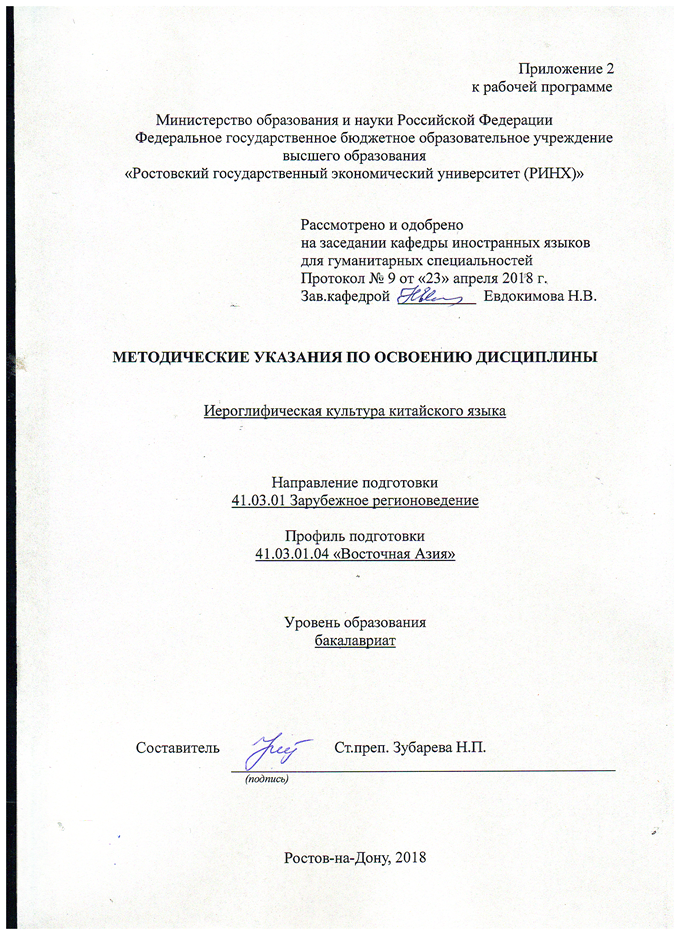 Приложение 2
к рабочей программе
Министерство образования и науки Российской Федерации
Федеральное государственное бюджетное образовательное учреждение
высшего образования
«Ростовский государственный экономический университет (РИНХ)»
Рассмотрено и одобрено
на заседании кафедры иностранных языков
для гуманитарных специальностей
Протокол № 9 от «23» апреля 2018 г.
Зав.кафедрой Евдокимова Н.В.
МЕТОДИЧЕСКИЕ УКАЗАНИЯ ПО ОСВОЕНИЮ ДИСЦИПЛИНЫ
Иероглифическая культура китайского языка
Направление подготовки
41.03.01 Зарубежное регионоведение
Профиль подготовки
41.03.01.04 «Восточная Азия»
Уровень образования
бакалавриат
Составитель Ст.преп. Зубарева Н.П.
(подпись)
Ростов-на-Дону, 2018